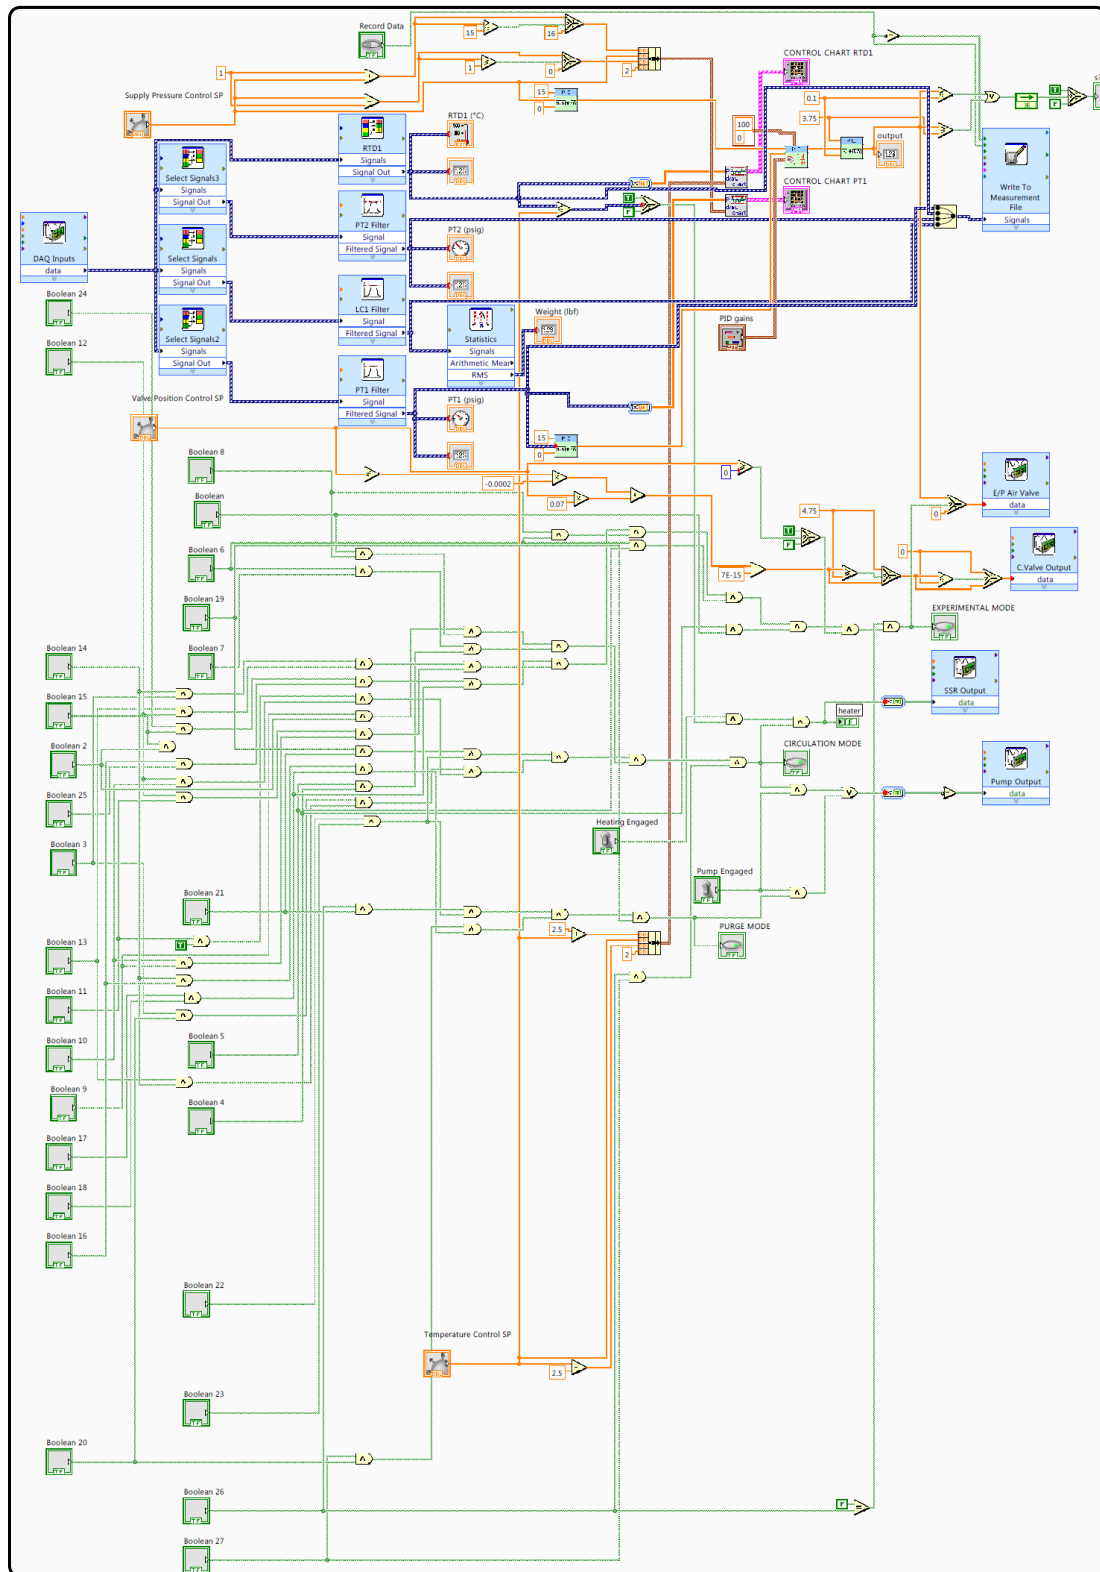 Record Data
15
16
1
1
0
2
CONTROL CHART RTD1
Supply Pressure Control SP
15
0
0.1
3.75
RTD1 (°C)
100
0
output
RTD1
Signals
Signal Out
Select Signals3
Signals
Signal Out
CONTROL CHART PT1
Write To
Measurement
File
Signals
PT2 Filter
Signal
Filtered Signal
PT2 (psig)
DAQ Inputs
data
Select Signals
Signals
Signal Out
Boolean 24
LC1 Filter
Signal
Filtered Signal
Statistics
Signals
Arithmetic Mean
RMS
Weight (lbf)
PID gains
Select Signals2
Signals
Signal Out
Boolean 12
PT1 Filter
Signal
Filtered Signal
Valve Position Control SP
PT1 (psig)
15
0
Boolean 8
0
-0.0002
0.07
E/P Air Valve
data
0
Boolean
4.75
Boolean 6
0
7E-15
C.Valve Output
data
Boolean 19
EXPERIMENTAL MODE
Boolean 14
Boolean 7
SSR Output
data
Boolean 15
heater
Boolean 2
CIRCULATION MODE
Pump Output
data
Boolean 25
Heating Engaged
Boolean 3
Pump Engaged
Boolean 21
2.5
PURGE MODE
Boolean 13
2
Boolean 11
Boolean 10
Boolean 5
Boolean 9
Boolean 4
Boolean 17
Boolean 18
Boolean 16
Boolean 22
Temperature Control SP
2.5
Boolean 23
Boolean 20
Boolean 26
Boolean 27